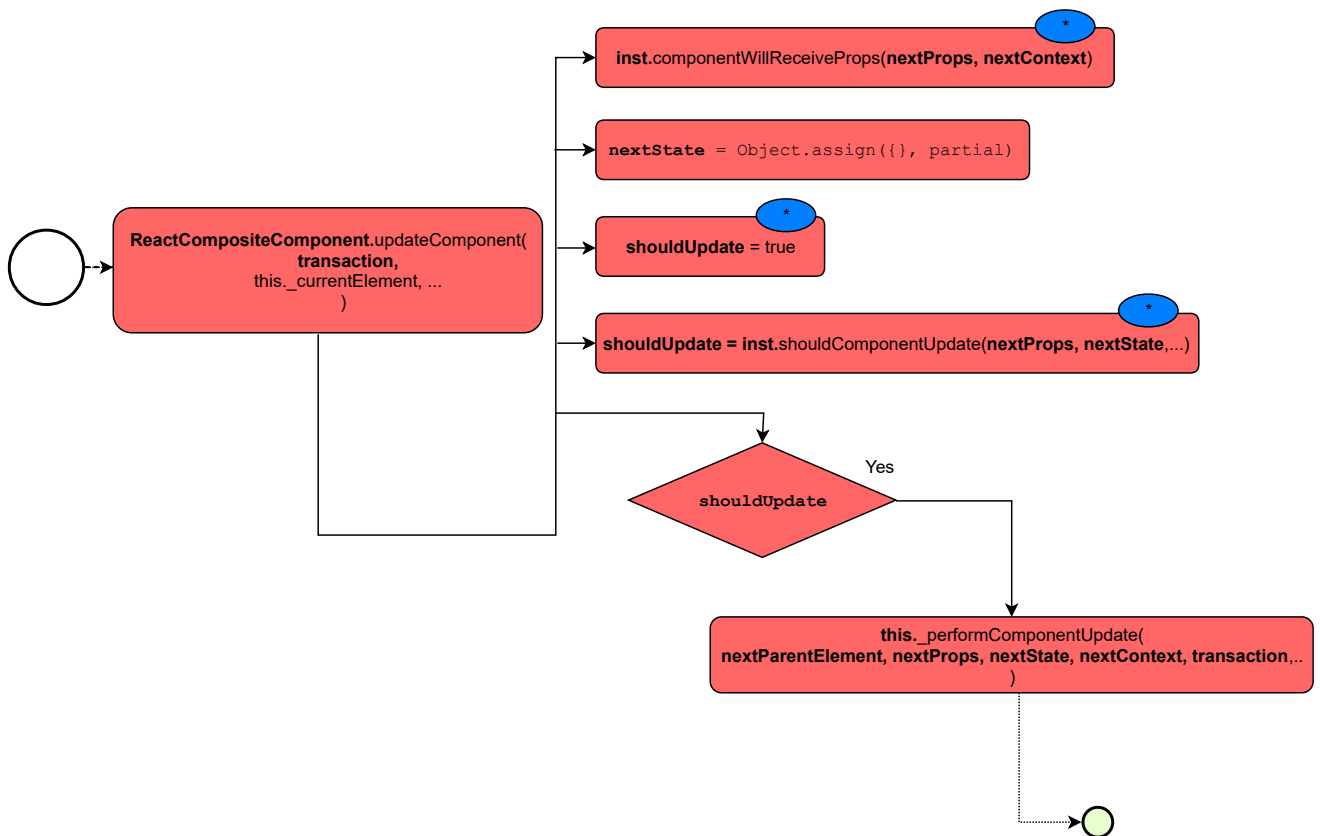 *
inst.componentWillReceiveProps(nextProps, nextContext)
nextState = Object.assign({}, partial)
*
shouldUpdate = true
ReactCompositeComponent.updateComponent(
transaction,
this._currentElement, ...
)
*
shouldUpdate = inst.shouldComponentUpdate(nextProps, nextState,...)
Yes
shouldUpdate
this._performComponentUpdate(
nextParentElement, nextProps, nextState, nextContext, transaction,..
)